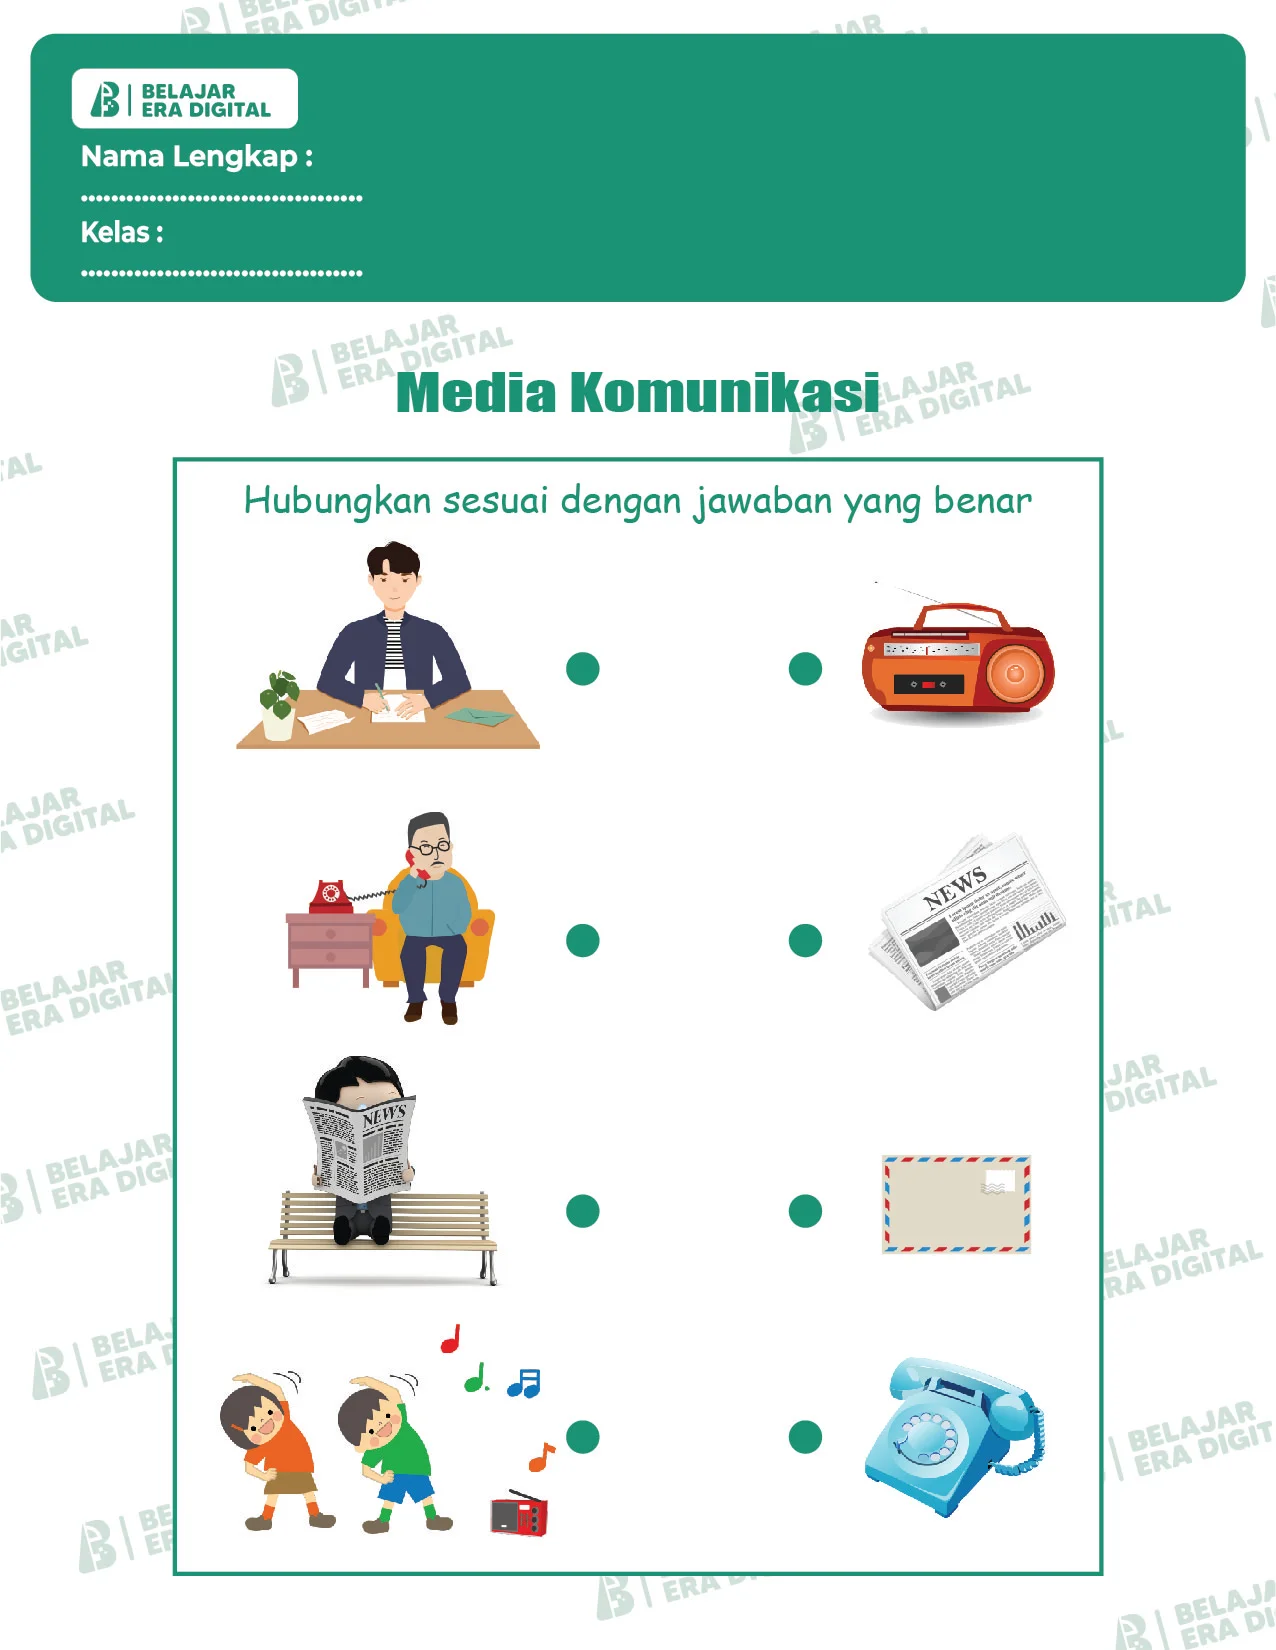 BELAJAR
ERA DIGITAL
Nama Lengkap :
.....................................
Kelas :
.....................................
Media Komunikasi
Hubungkan sesuai dengan jawaban yang benar
NEWS
NEWS